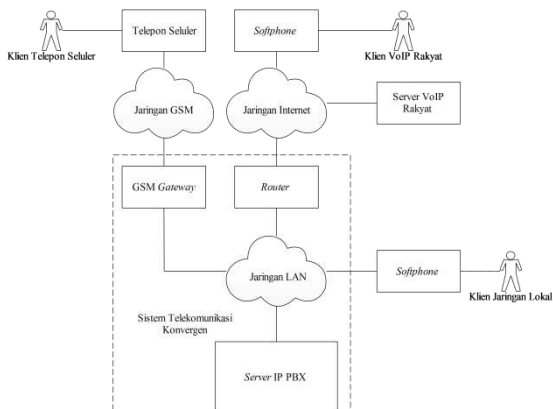 Telepon Seluler
Softphone
Klien Telepon Seluler
Klien VoIP Rakyat
Jaringan GSM
Jaringan Internet
Server VoIP
Rakyat
GSM Gateway
Router
Jaringan LAN
Softphone
Klien Jaringan Lokal
Sistem Telekomunikasi
Konvergen
Server IP PBX